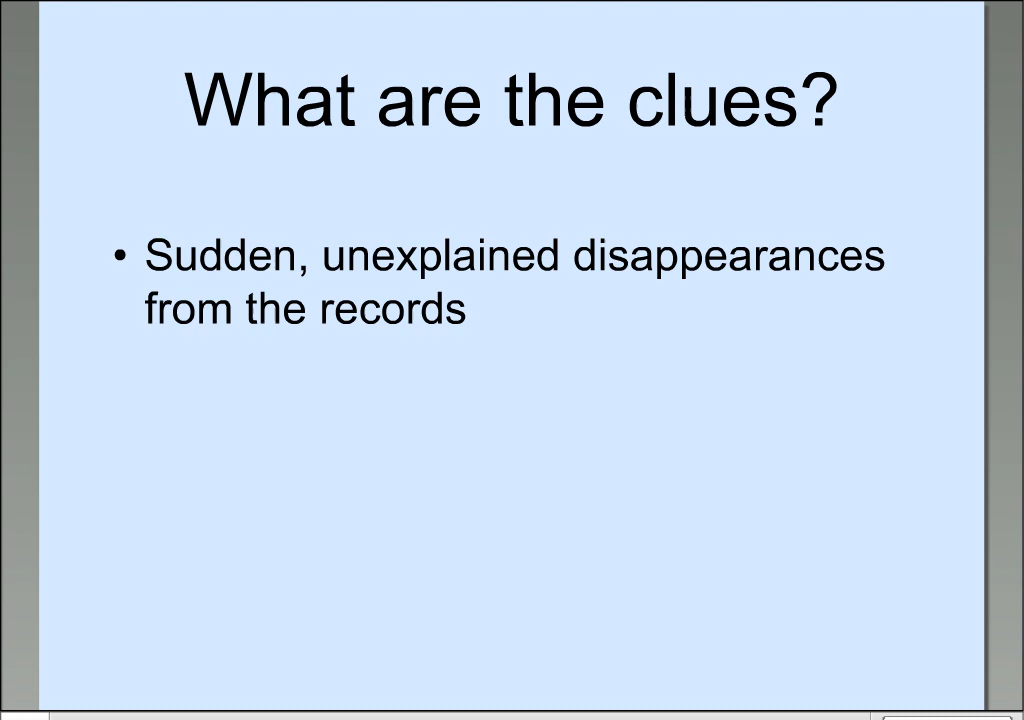 What are the clues?
• Sudden, unexplained disappearances
from the records